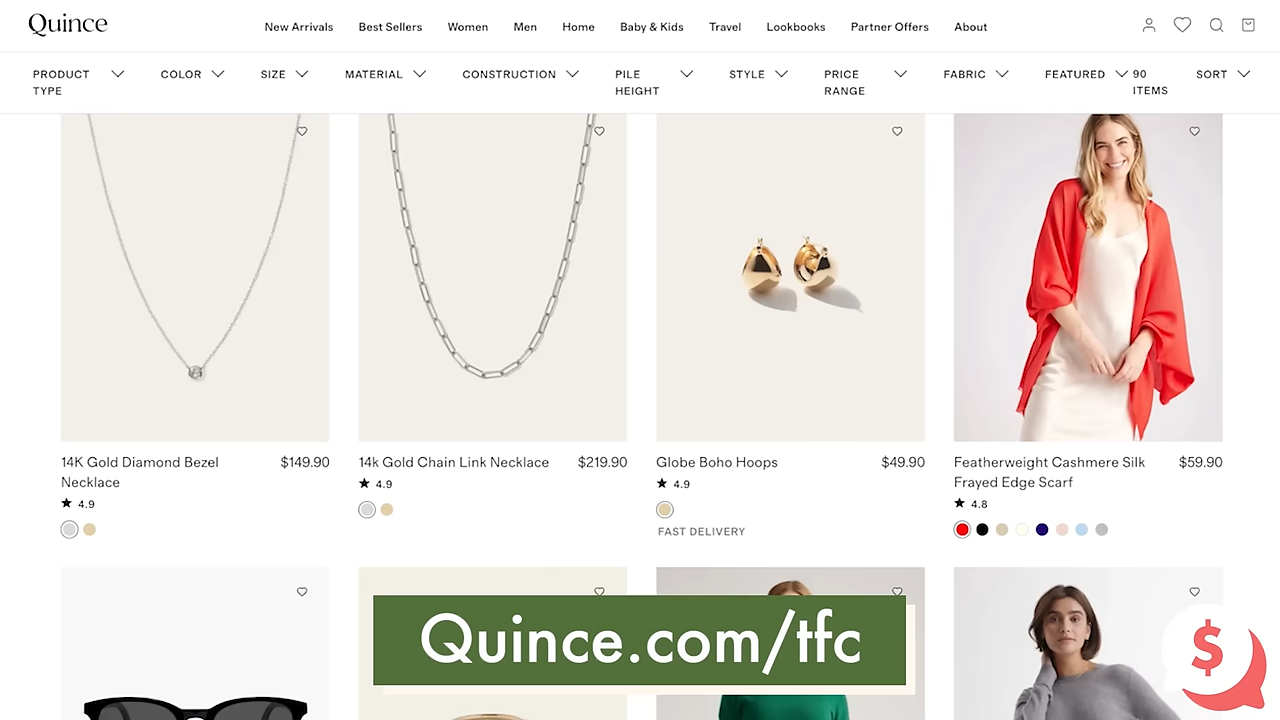 Quince
New Arrivals Best Sellers Women Men Home Baby & Kids Travel Lookbooks Partner Offers About
PRODUCT TYPE COLOR SIZE MATERIAL CONSTRUCTION PILE HEIGHT STYLE PRICE RANGE FABRIC FEATURED 90 ITEMS SORT
14K Gold Diamond Bezel Necklace $149.90
4.9
14k Gold Chain Link Necklace $219.90
4.9
Globe Boho Hoops $49.90
4.9
FAST DELIVERY
Featherweight Cashmere Silk Frayed Edge Scarf $59.90
4.8
Quince.com/tfc
$